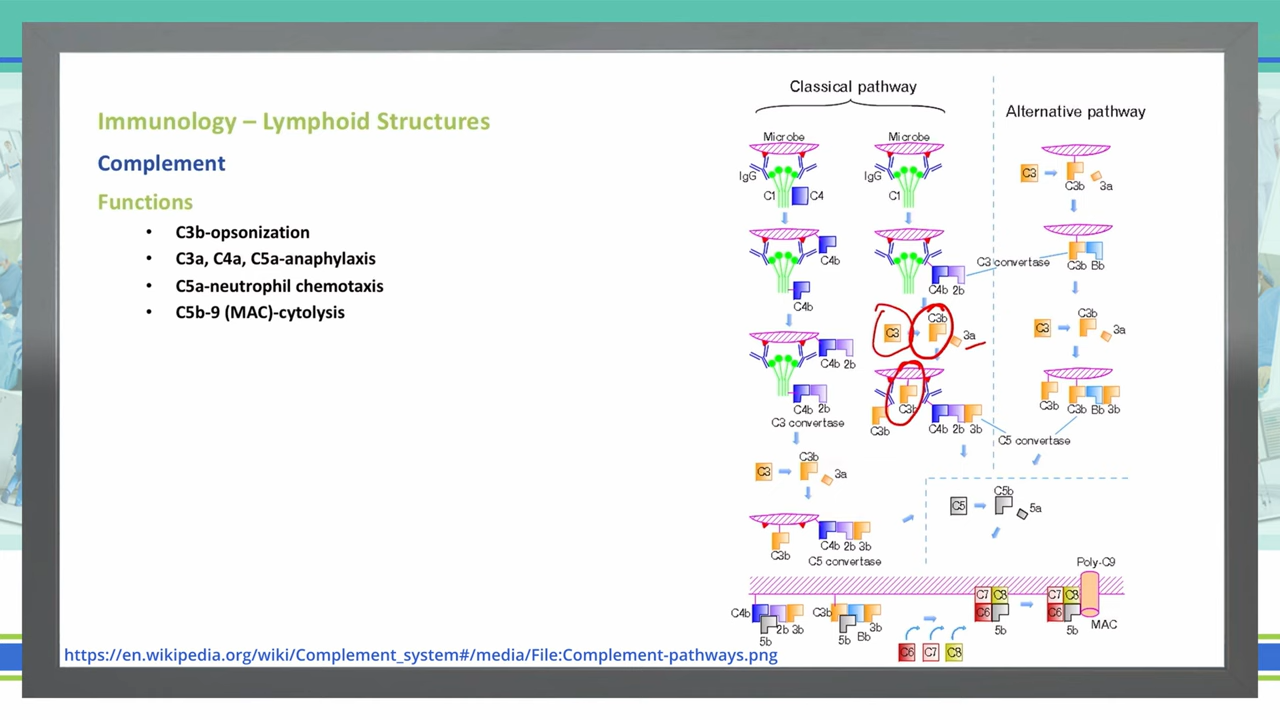 Immunology – Lymphoid Structures
Complement
Functions
• C3b-opsonization
• C3a, C4a, C5a-anaphylaxis
• C5a-neutrophil chemotaxis
• C5b-9 (MAC)-cytolysis
Classical pathway
Alternative pathway
Microbe
IgG
C1
C4
C4b
C4b
C4b 2b
C4b 2b
C3 convertase
C3
C3b
3a
C3b
C4b 2b 3b
C5 convertase
Microbe
IgG
C1
C4b 2b
C3 convertase
C3
C3b
3a
C3b
C3b
C4b 2b 3b
C5 convertase
C3
C3b
3a
C3b Bb
C3
C3b
3a
C3b
C3b Bb 3b
C5
C5b
5a
Poly-C9
MAC
C4b
2b 3b
5b
C3b
3b
5b Bb
C6
C7
C8
C7 C8
C6
5b
C7 C8
C6
5b
https://en.wikipedia.org/wiki/Complement_system#/media/File:Complement-pathways.png